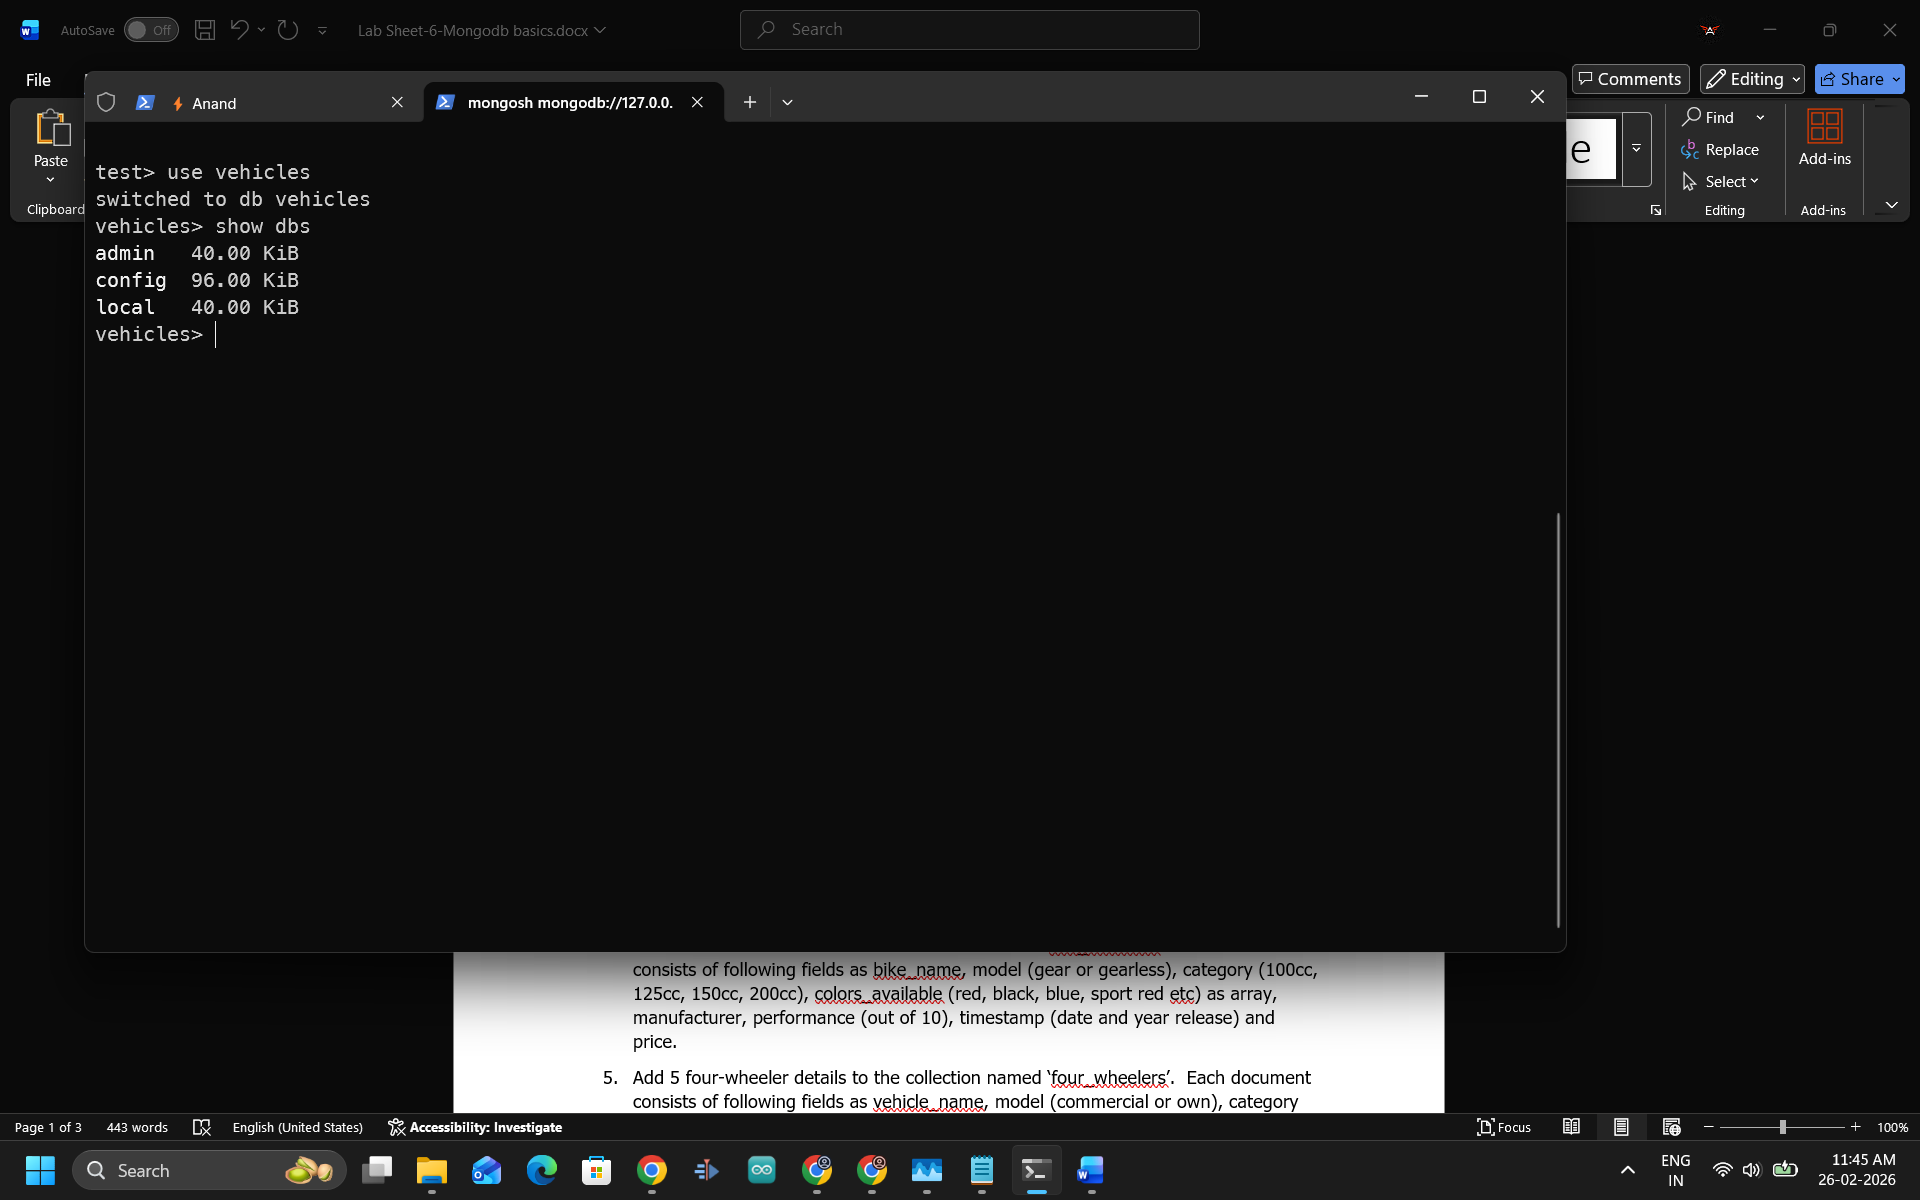 AutoSave Off Lab Sheet-6-Mongodb basics.docx Search
File Comments Editing Share
Anand mongosh mongodb://127.0.0.
Paste
Clipboard
Find
Replace
Select
Editing
Add-ins
Add-ins
e
test> use vehicles
switched to db vehicles
vehicles> show dbs
admin 40.00 KiB
config 96.00 KiB
local 40.00 KiB
vehicles>
consists of following fields as bike_name, model (gear or gearless), category (100cc,
125cc, 150cc, 200cc), colors_available (red, black, blue, sport red etc) as array,
manufacturer, performance (out of 10), timestamp (date and year release) and
price.
5. Add 5 four-wheeler details to the collection named ‘four_wheelers’. Each document
consists of following fields as vehicle_name, model (commercial or own), category
Page 1 of 3 443 words English (United States) Accessibility: Investigate Focus 100%
Search
ENG
IN
11:45 AM
26-02-2026